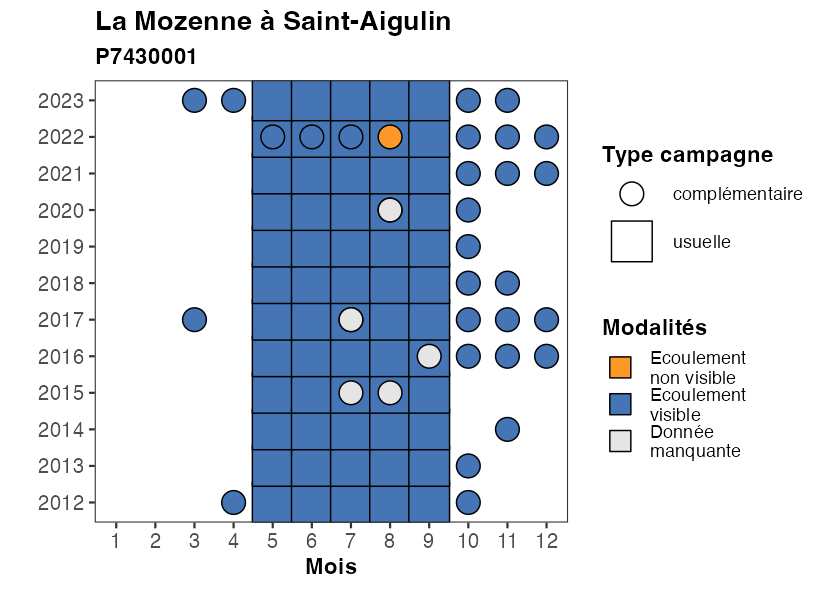 La Mozenne à Saint-Aigulin
P7430001
2023
2022
2021
2020
2019
2018
2017
2016
2015
2014
2013
2012
1 2 3 4 5 6 7 8 9 10 11 12
Mois
Type campagne
complémentaire
usuelle
Modalités
Ecoulement
non visible
Ecoulement
visible
Donnée
manquante